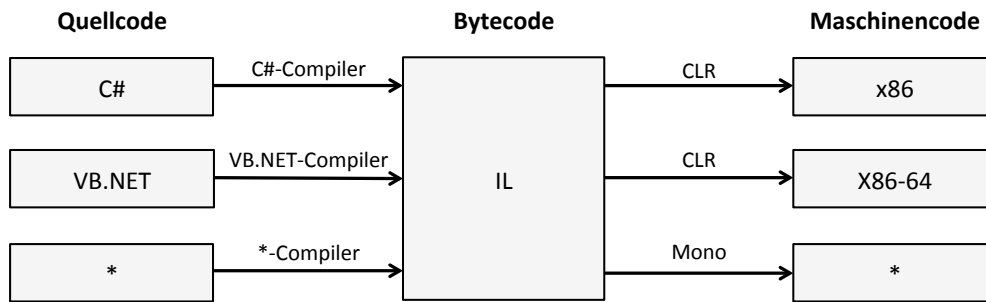 Quellcode
Bytecode
Maschinencode
C#
C#-Compiler
IL
CLR
x86
VB.NET
VB.NET-Compiler
CLR
X86-64
*
*-Compiler
Mono
*